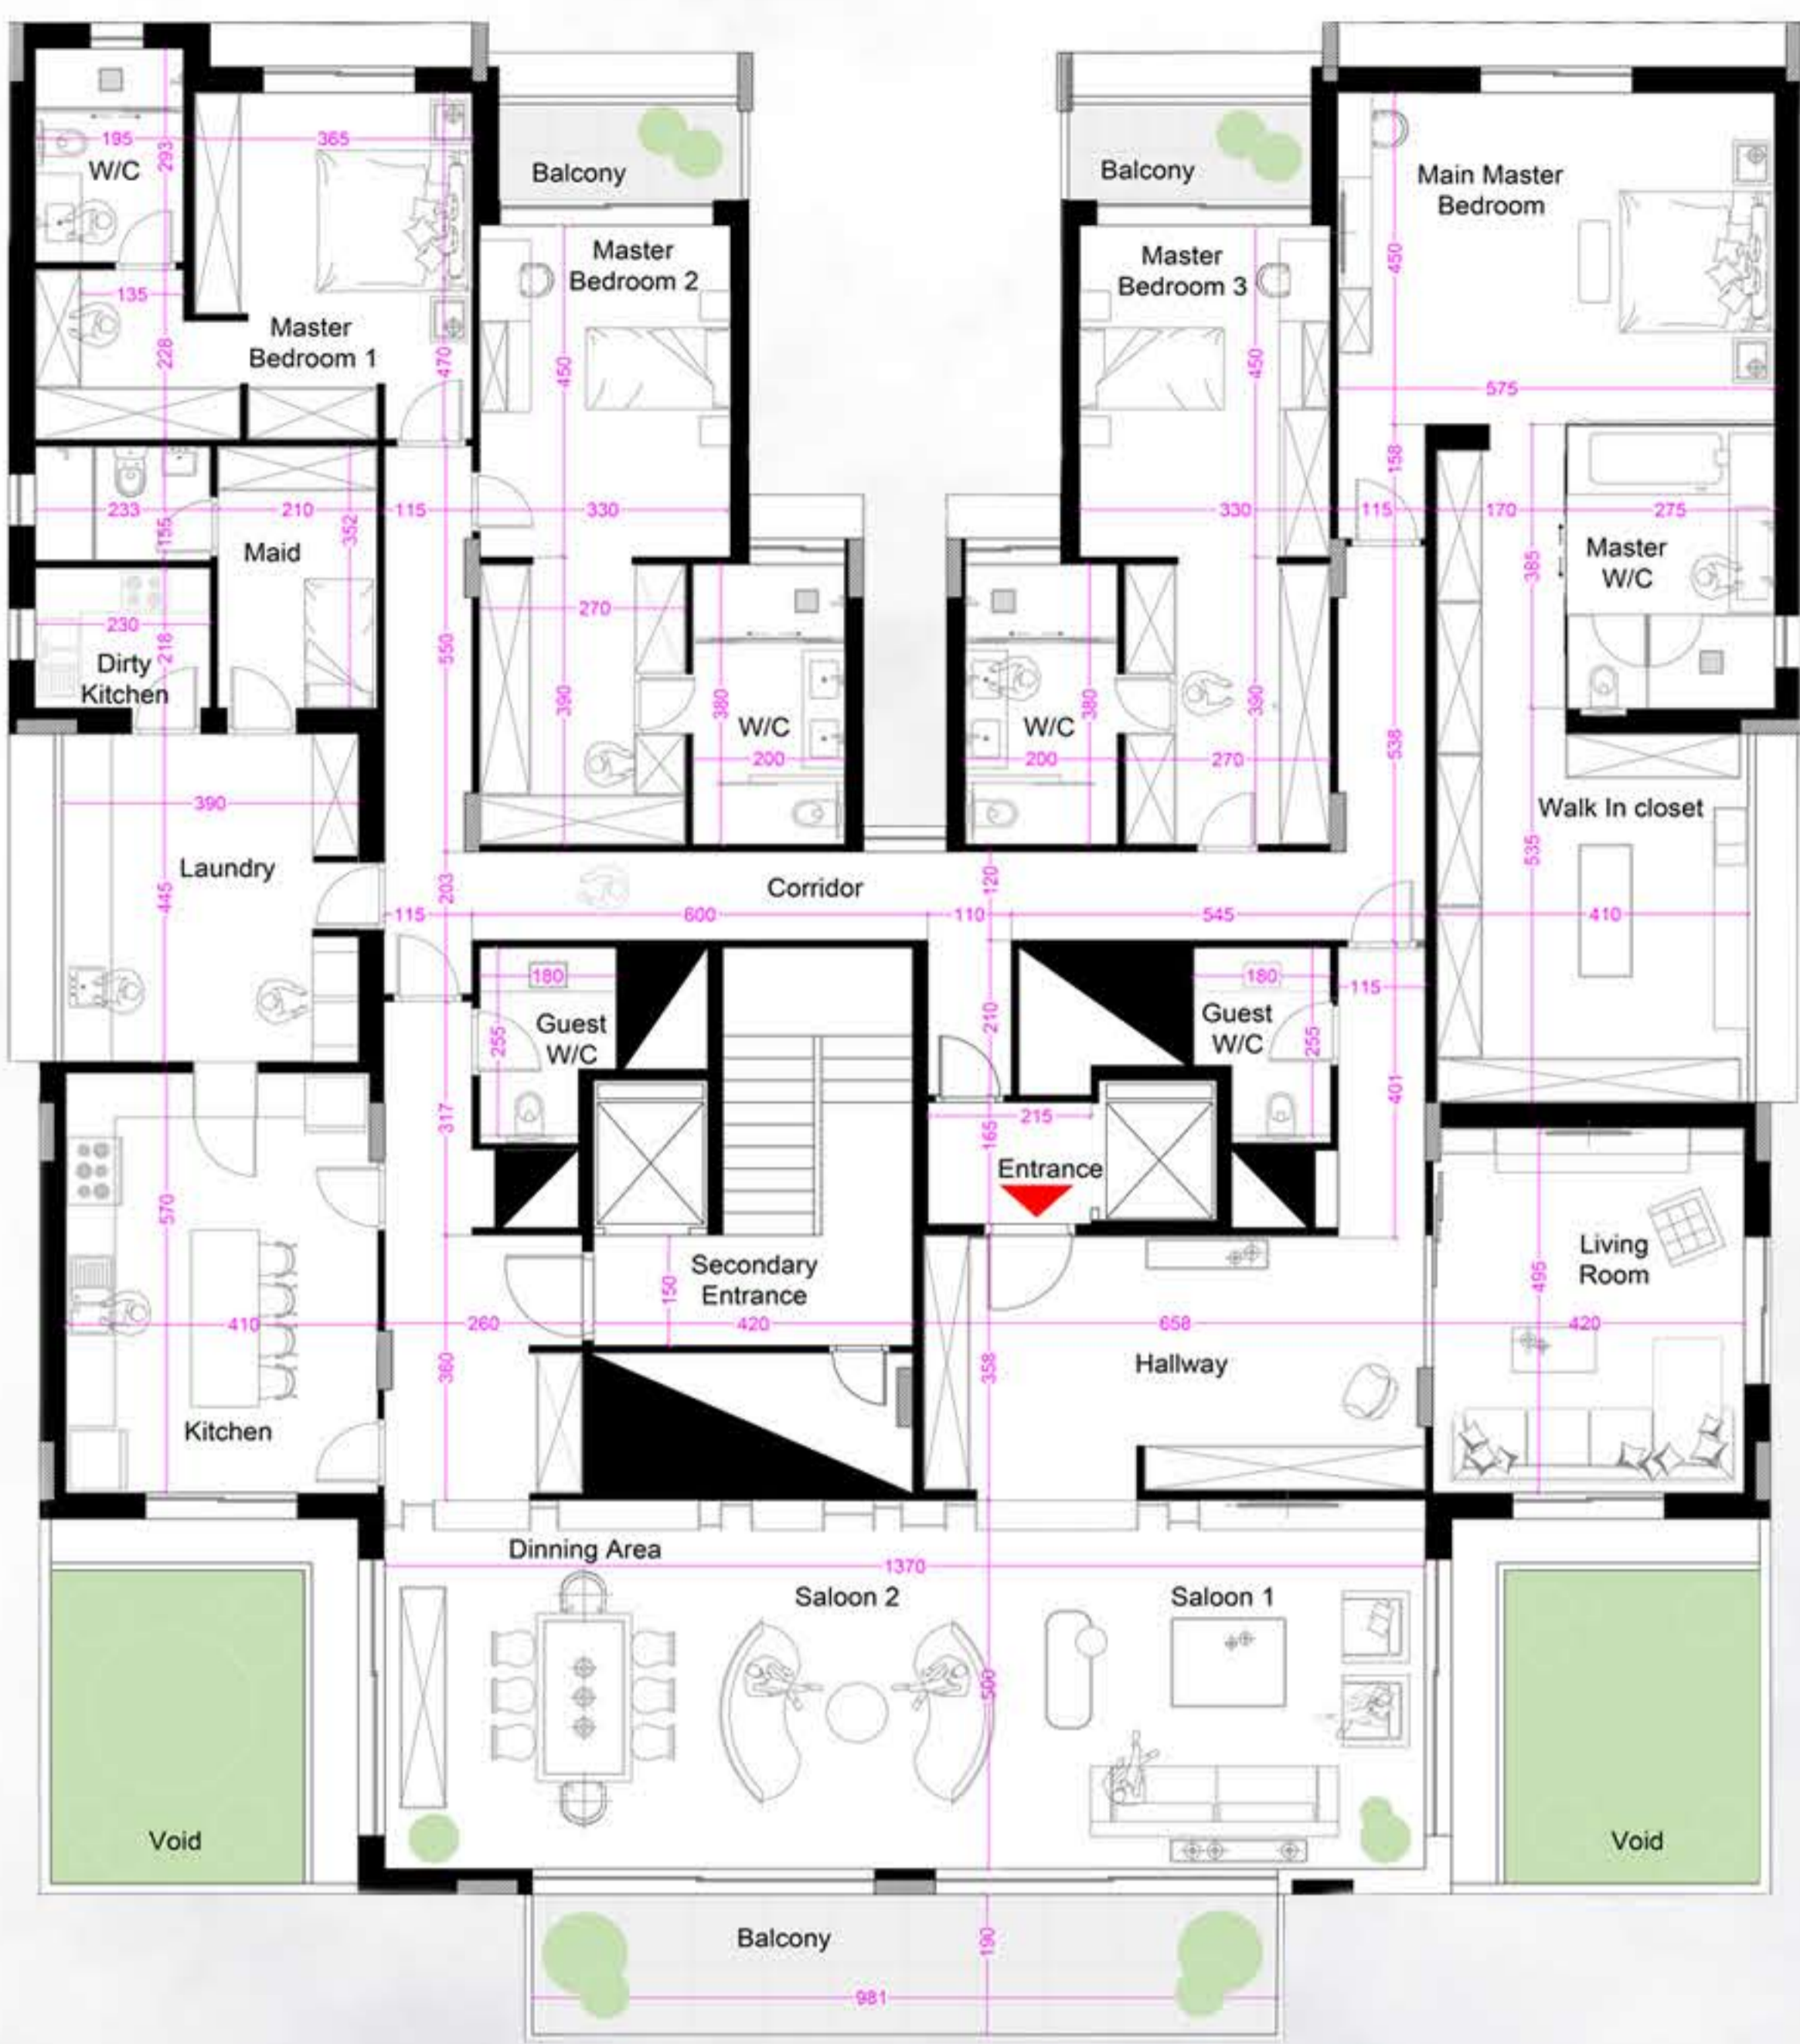 195
293
W/C
365
Balcony
Balcony
Main Master
Bedroom
450
Master
Bedroom 2
Master
Bedroom 3
135
228
Master
Bedroom 1
470
450
450
575
158
233
155
210
352
115
330
330
115
170
275
Maid
Master
W/C
385
230
218
Dirty
Kitchen
550
270
390
380
W/C
200
380
W/C
200
390
270
538
390
Laundry
445
Walk In closet
535
203
Corridor
120
115
600
110
545
410
180
255
Guest
W/C
210
180
Guest
W/C
255
115
401
317
215
165
Entrance
570
Secondary
Entrance
150
495
Living
Room
410
260
420
658
420
360
358
Hallway
Kitchen
Dinning Area
1370
Saloon 2
Saloon 1
500
Void
Void
Balcony
190
981